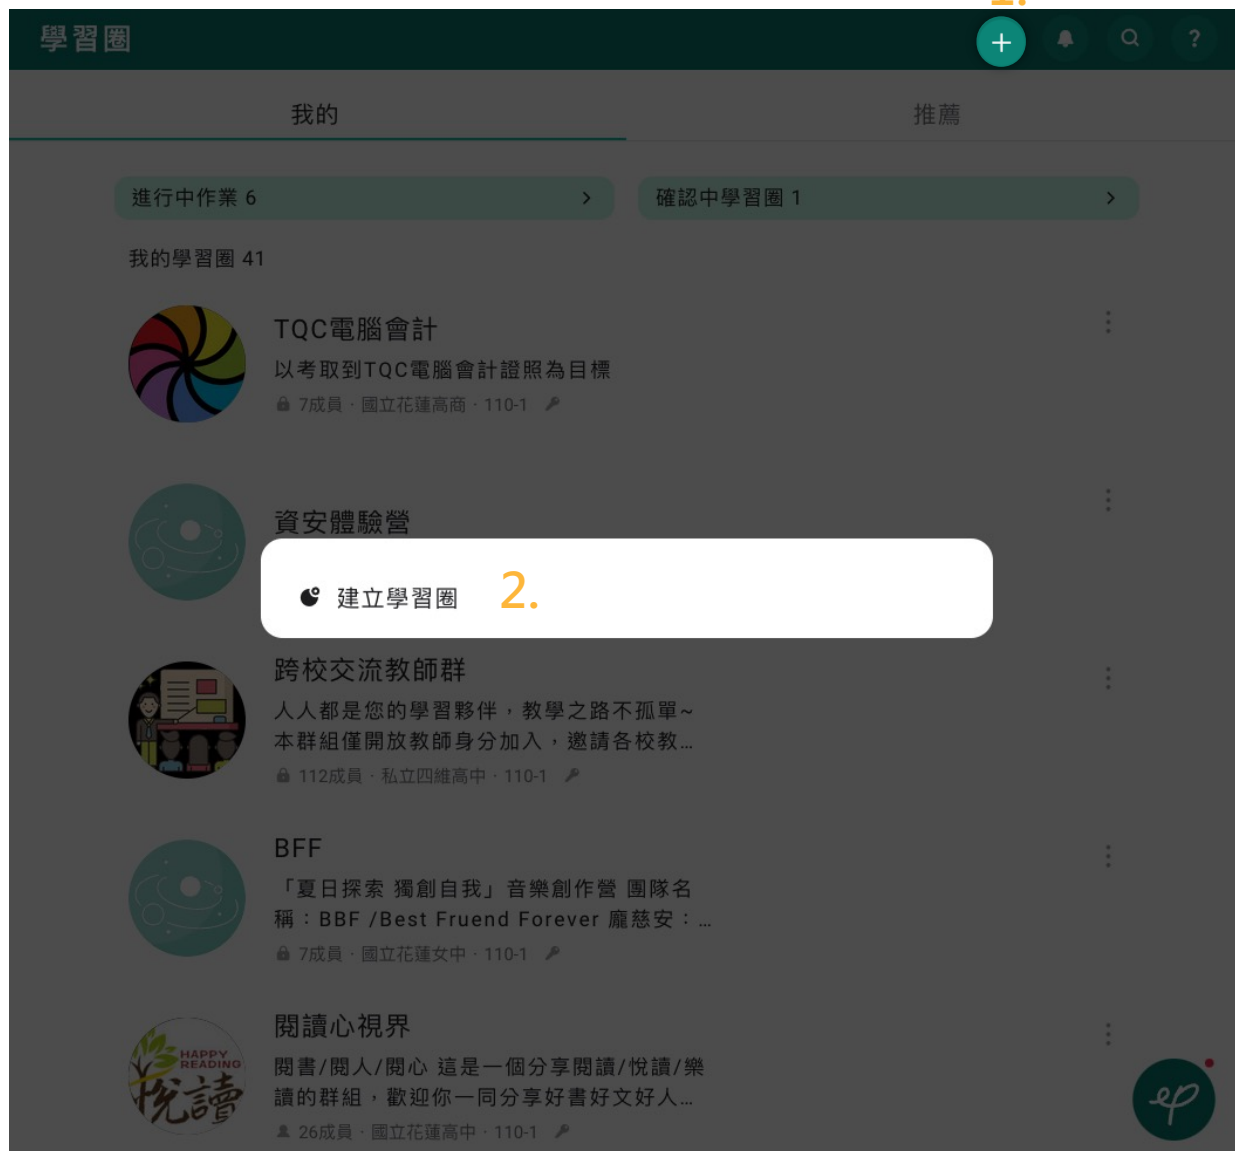 1.
學習圈
+
?
我的
推薦
進行中作業 6
確認中學習圈 1
我的學習圈 41
TQC電腦會計
以考取到TQC電腦會計證照為目標
7成員 · 國立花蓮高商 · 110-1
資安體驗營
建立學習圈 2.
跨校交流教師群
人人都是您的學習夥伴，教學之路不孤單~
本群組僅開放教師身分加入，邀請各校教…
112成員 · 私立四維高中 · 110-1
BFF
「夏日探索 獨創自我」音樂創作營 團隊名
稱：BBF /Best Fruend Forever 龐慈安：…
7成員 · 國立花蓮女中 · 110-1
HAPPY
READING
悅讀
閱讀心視界
閱書/閱人/閱心 這是一個分享閱讀/悅讀/樂
讀的群組，歡迎你一同分享好書好文好人…
26成員 · 國立花蓮高中 · 110-1
ep